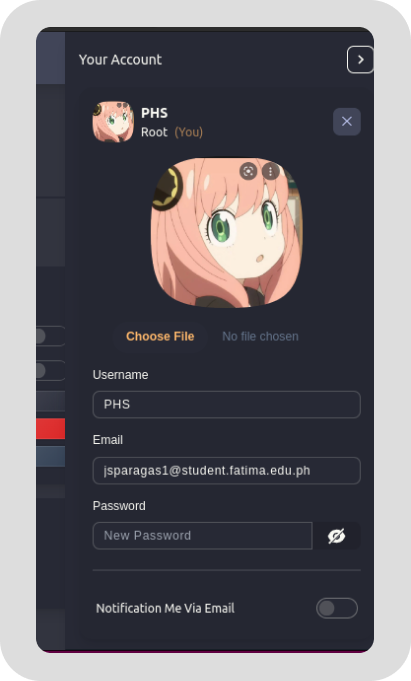 Your Account
PHS
Root (You)
Choose File No file chosen
Username
PHS
Email
jsparagas1@student.fatima.edu.ph
Password
New Password
Notification Me Via Email